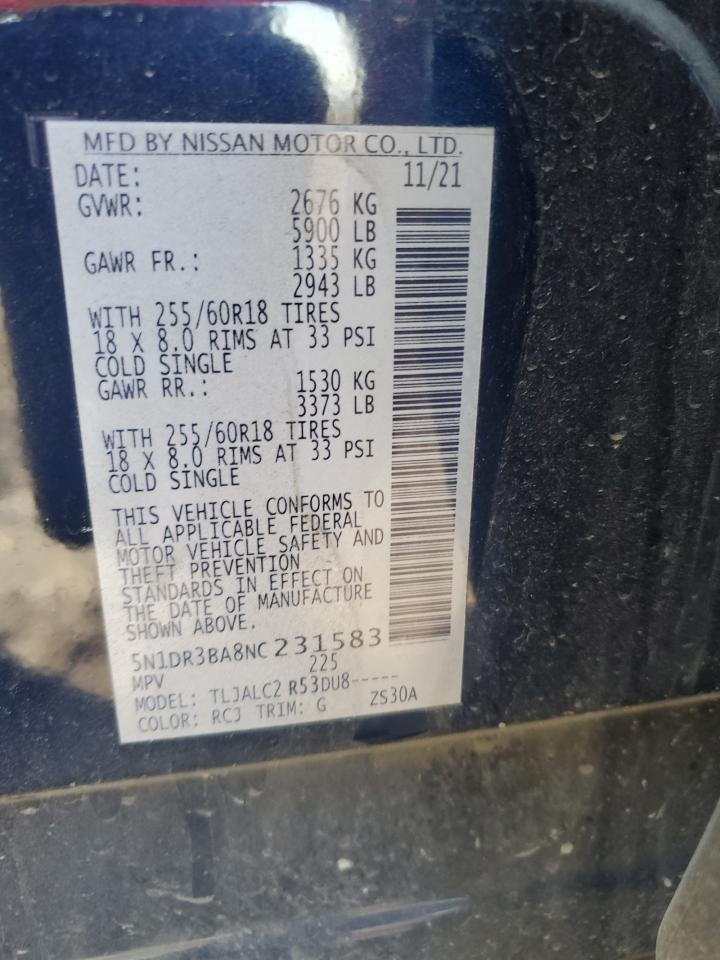 MFD BY NISSAN MOTOR CO., LTD.
DATE: 11/21
GVWR: 2676 KG
5900 LB
GAWR FR.: 1335 KG
2943 LB
WITH 255/60R18 TIRES
18 X 8.0 RIMS AT 33 PSI
COLD SINGLE
GAWR RR.: 1530 KG
3373 LB
WITH 255/60R18 TIRES
18 X 8.0 RIMS AT 33 PSI
COLD SINGLE
THIS VEHICLE CONFORMS TO
ALL APPLICABLE FEDERAL
MOTOR VEHICLE SAFETY AND
THEFT PREVENTION
STANDARDS IN EFFECT ON
THE DATE OF MANUFACTURE
SHOWN ABOVE.
5N1DR3BA8NC231583
MPV 225
MODEL: TLJALC2 R53DU8-----
COLOR: RCJ TRIM: G ZS30A